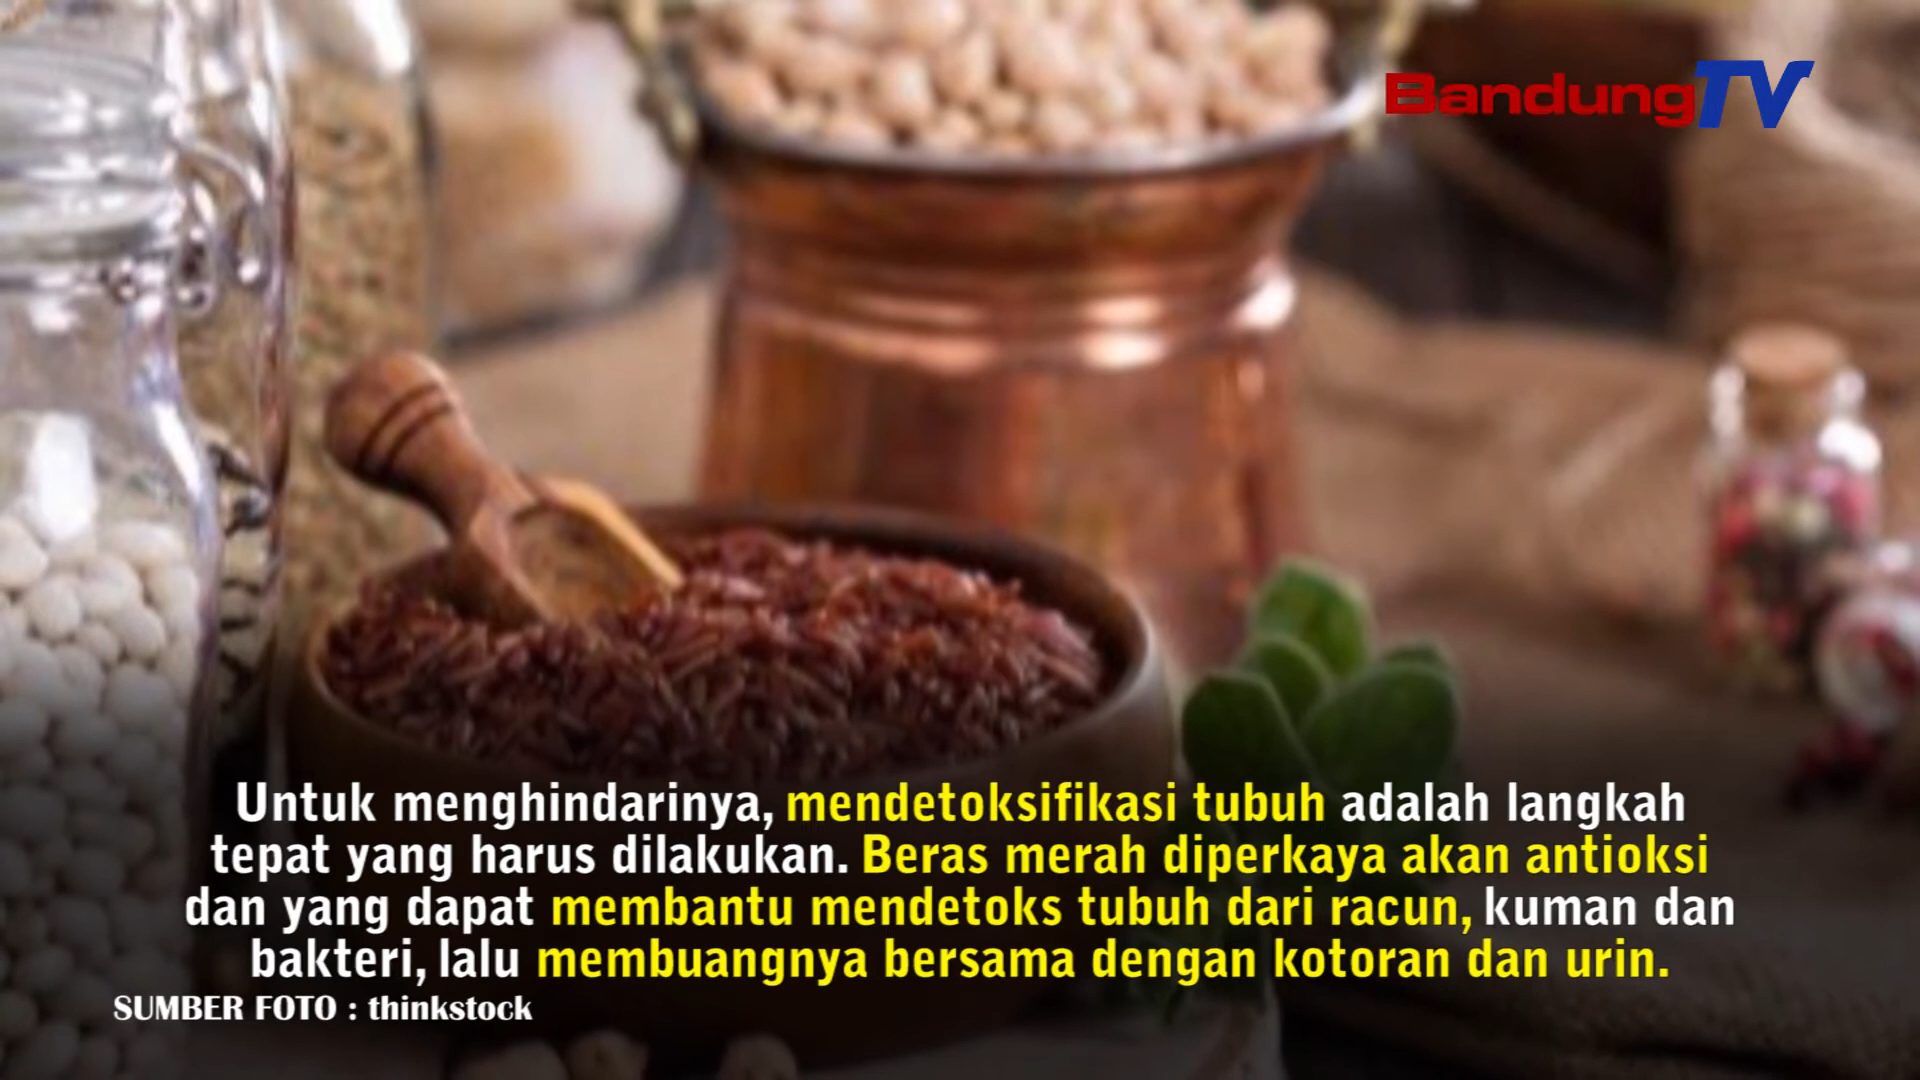 BandungTV
Untuk menghindarinya, mendetoksifikasi tubuh adalah langkah
tepat yang harus dilakukan. Beras merah diperkaya akan antioksi
dan yang dapat membantu mendetoks tubuh dari racun, kuman dan
bakteri, lalu membuangnya bersama dengan kotoran dan urin.
SUMBER FOTO : thinkstock